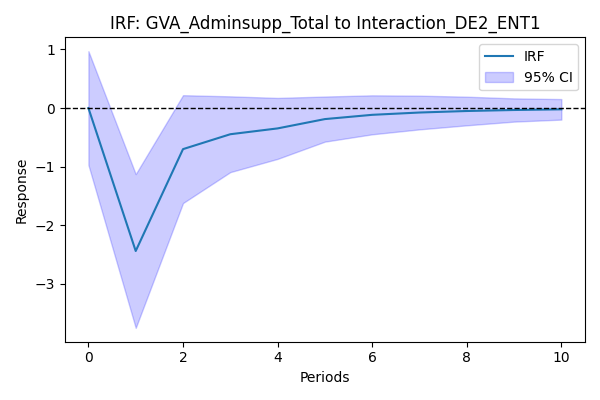 IRF: GVA_Adminsupp_Total to Interaction_DE2_ENT1
IRF
95% CI
1
0
−1
−2
−3
Response
0 2 4 6 8 10
Periods